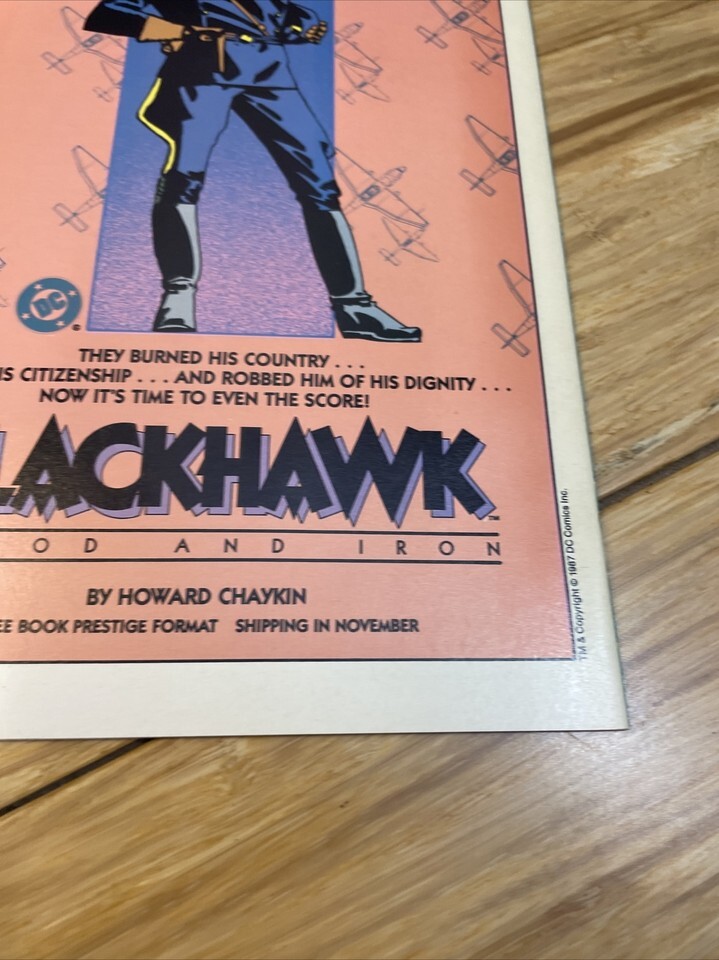 DC
THEY BURNED HIS COUNTRY . . .
IS CITIZENSHIP . . . AND ROBBED HIM OF HIS DIGNITY . . .
NOW IT'S TIME TO EVEN THE SCORE!
LACKHAWK™
OD AND IRON
BY HOWARD CHAYKIN
EE BOOK PRESTIGE FORMAT SHIPPING IN NOVEMBER
TM & Copyright © 1987 DC Comics Inc.